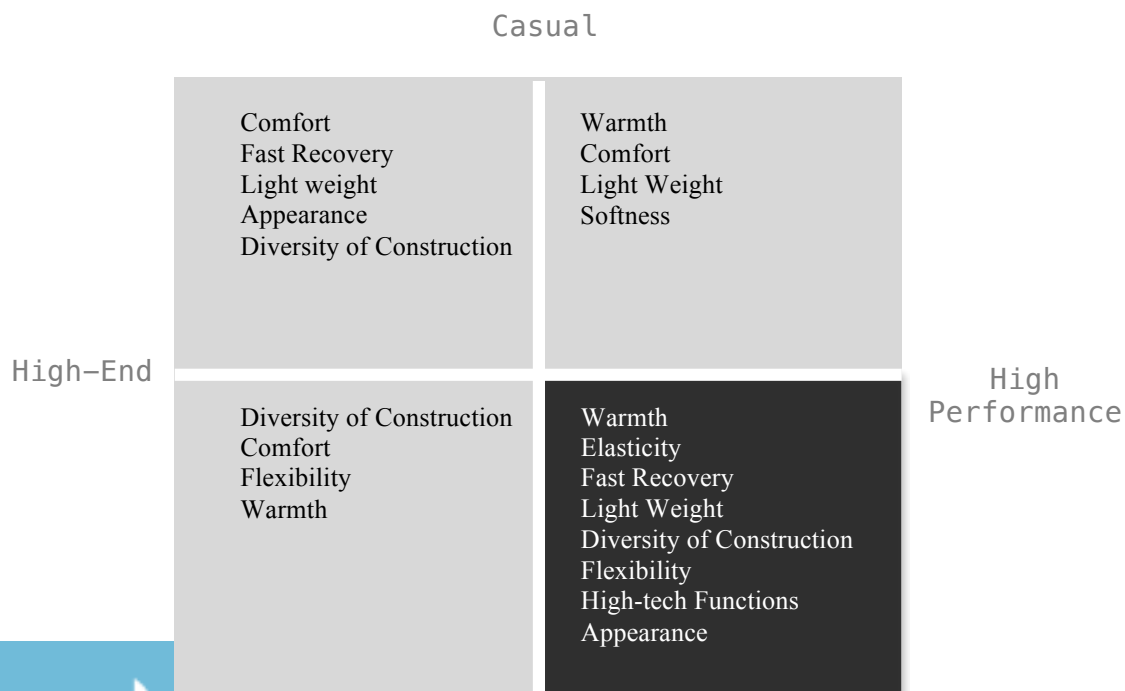 Casual
Comfort
Fast Recovery
Light weight
Appearance
Diversity of Construction
Warmth
Comfort
Light Weight
Softness
High-End
High
Performance
Diversity of Construction
Comfort
Flexibility
Warmth
Warmth
Elasticity
Fast Recovery
Light Weight
Diversity of Construction
Flexibility
High-tech Functions
Appearance